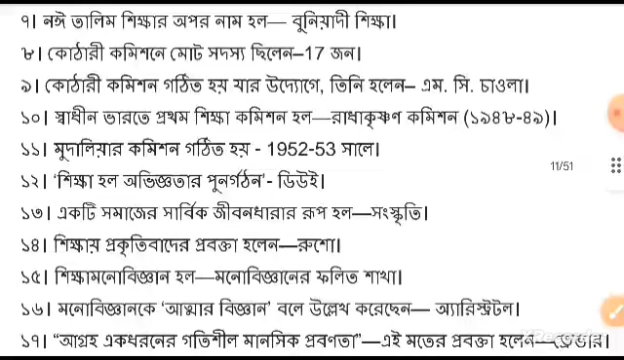 ৭। নঈ তালিম শিক্ষার অপর নাম হল— বুনিয়াদী শিক্ষা।
৮। কোঠারী কমিশনে মোট সদস্য ছিলেন–17 জন।
৯। কোঠারী কমিশন গঠিত হয় যার উদ্যোগে, তিনি হলেন– এম. সি. চাওলা।
১০। স্বাধীন ভারতে প্রথম শিক্ষা কমিশন হল—রাধাকৃষ্ণণ কমিশন (১৯৪৮-৪৯)।
১১। মুদালিয়ার কমিশন গঠিত হয় - 1952-53 সালে।
11/51
১২। ‘শিক্ষা হল অভিজ্ঞতার পুনর্গঠন’- ডিউই।
১৩। একটি সমাজের সার্বিক জীবনধারার রূপ হল—সংস্কৃতি।
১৪। শিক্ষায় প্রকৃতিবাদের প্রবক্তা হলেন—রুশো।
১৫। শিক্ষামনোবিজ্ঞান হল—মনোবিজ্ঞানের ফলিত শাখা।
১৬। মনোবিজ্ঞানকে ‘আত্মার বিজ্ঞান’ বলে উল্লেখ করেছেন— অ্যারিস্টটল।
১৭। “আগ্রহ একধরনের গতিশীল মানসিক প্রবণতা”—এই মতের প্রবক্তা হলেন—ড্রেভার।